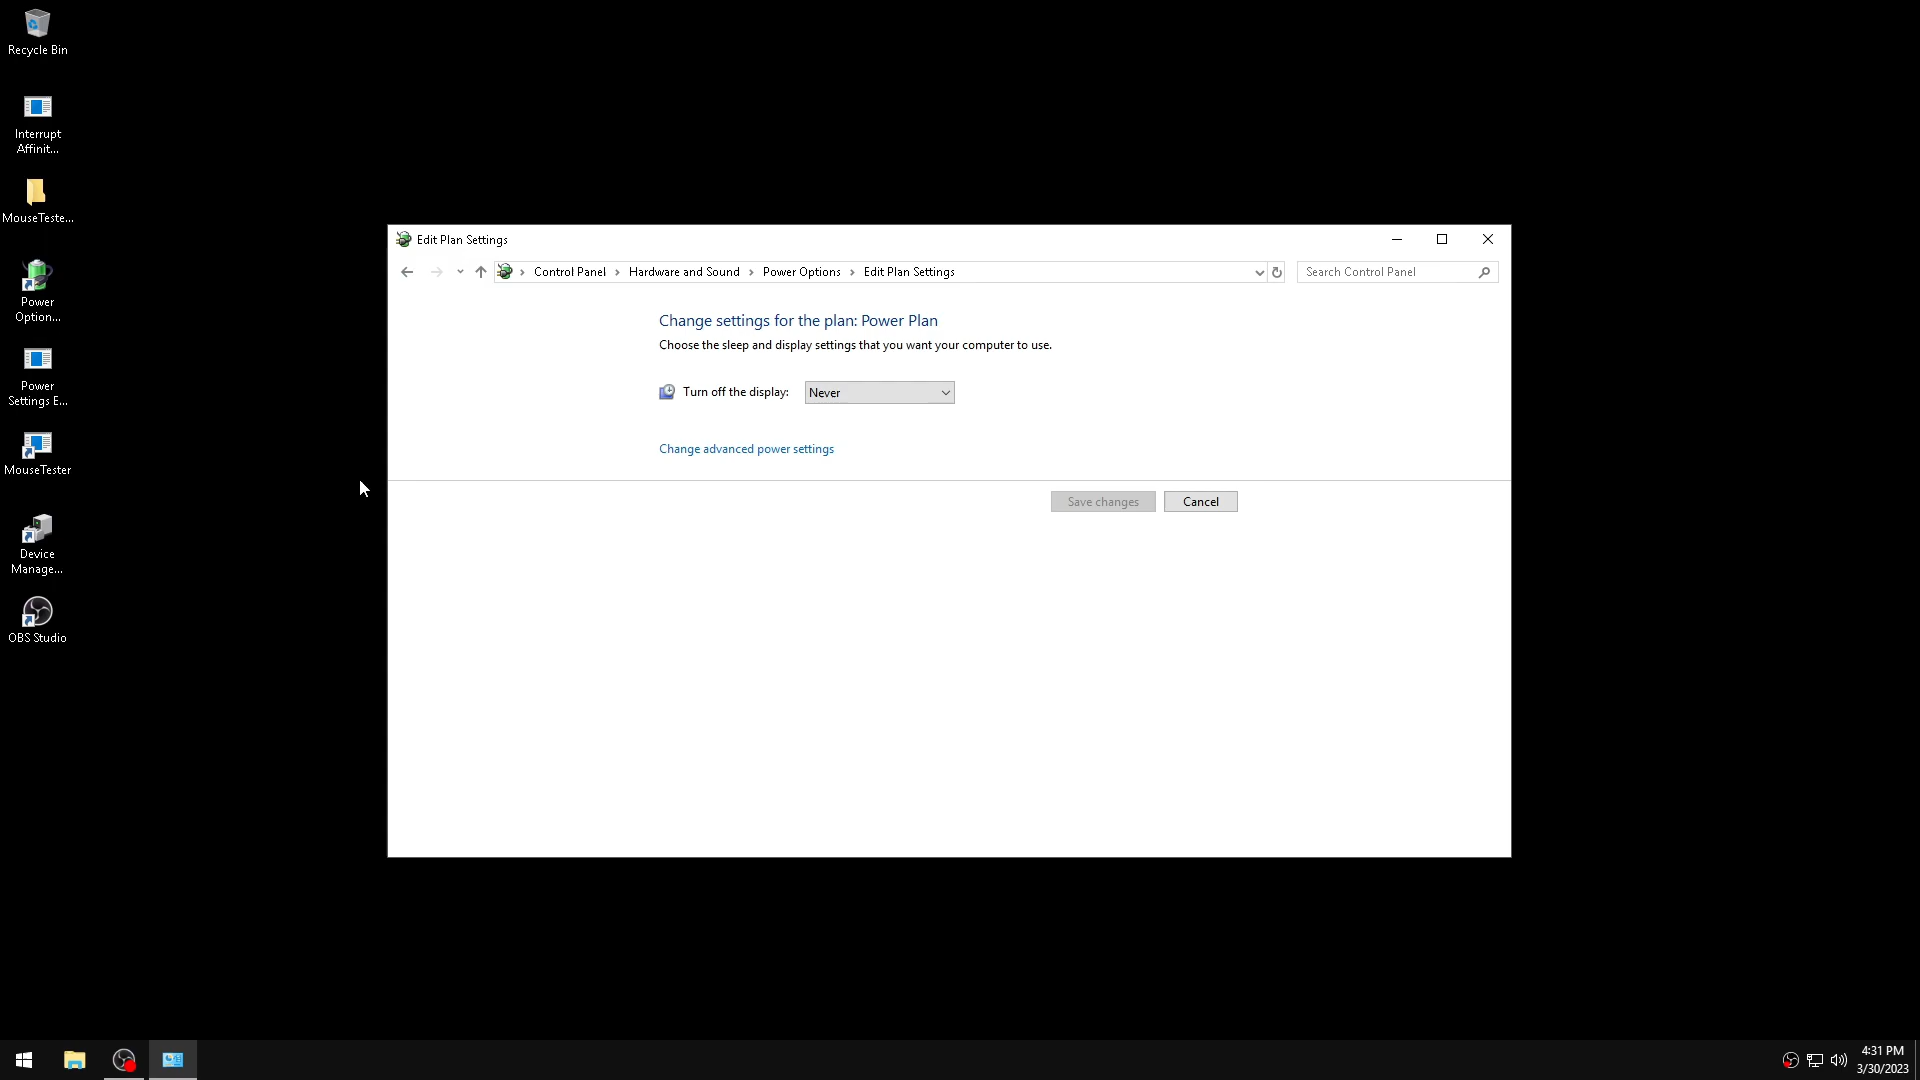 Recycle Bin
Interrupt
Affinit...
MouseTeste...
Power
Option...
Power
Settings E...
MouseTester
Device
Manage...
OBS Studio
Edit Plan Settings
Control Panel
Hardware and Sound
Power Options
Edit Plan Settings
Search Control Panel
Change settings for the plan: Power Plan
Choose the sleep and display settings that you want your computer to use.
Turn off the display:
Never
Change advanced power settings
Save changes
Cancel
4:31 PM
3/30/2023